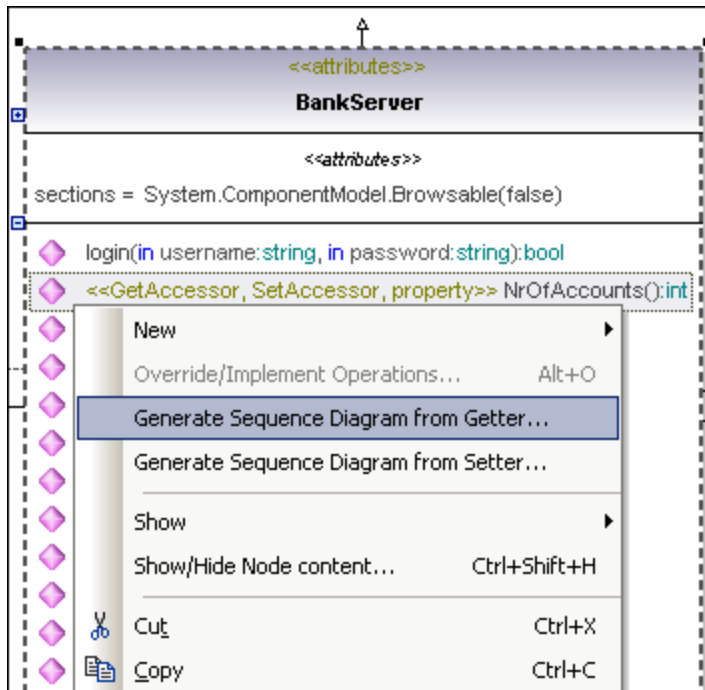 <<attributes>>
BankServer
<<attributes>>
sections = System.ComponentModel.Browsable(false)
login(in username:string, in password:string):bool
<<GetAccessor, SetAccessor, property>> NrOfAccounts():int
New
Override/Implement Operations... Alt+O
Generate Sequence Diagram from Getter...
Generate Sequence Diagram from Setter...
Show
Show/Hide Node content... Ctrl+Shift+H
Cut Ctrl+X
Copy Ctrl+C